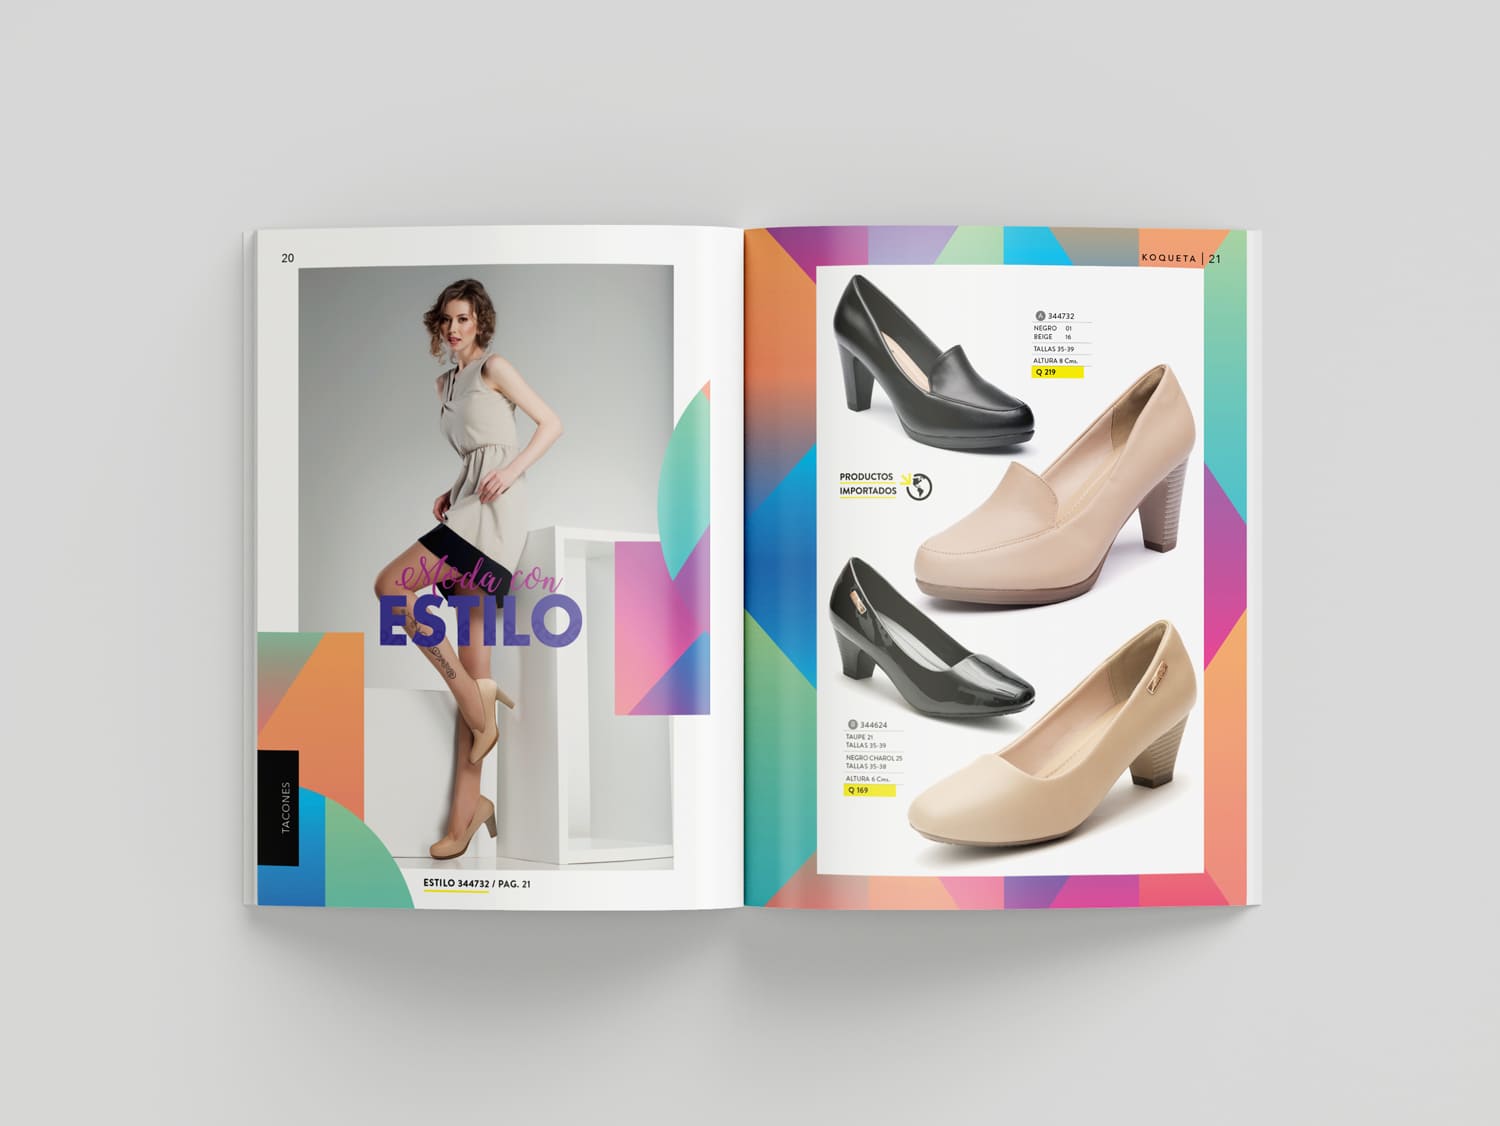 20
Moda con
ESTILO
TACONES
ESTILO 344732 / PAG. 21
KOQUETA | 21
A 344732
NEGRO 01
BEIGE 16
TALLAS 35-39
ALTURA 8 Cms.
Q 219
PRODUCTOS
IMPORTADOS
B 344624
TAUPE 21
TALLAS 35-39
NEGRO CHAROL 25
TALLAS 35-38
ALTURA 6 Cms.
Q 169